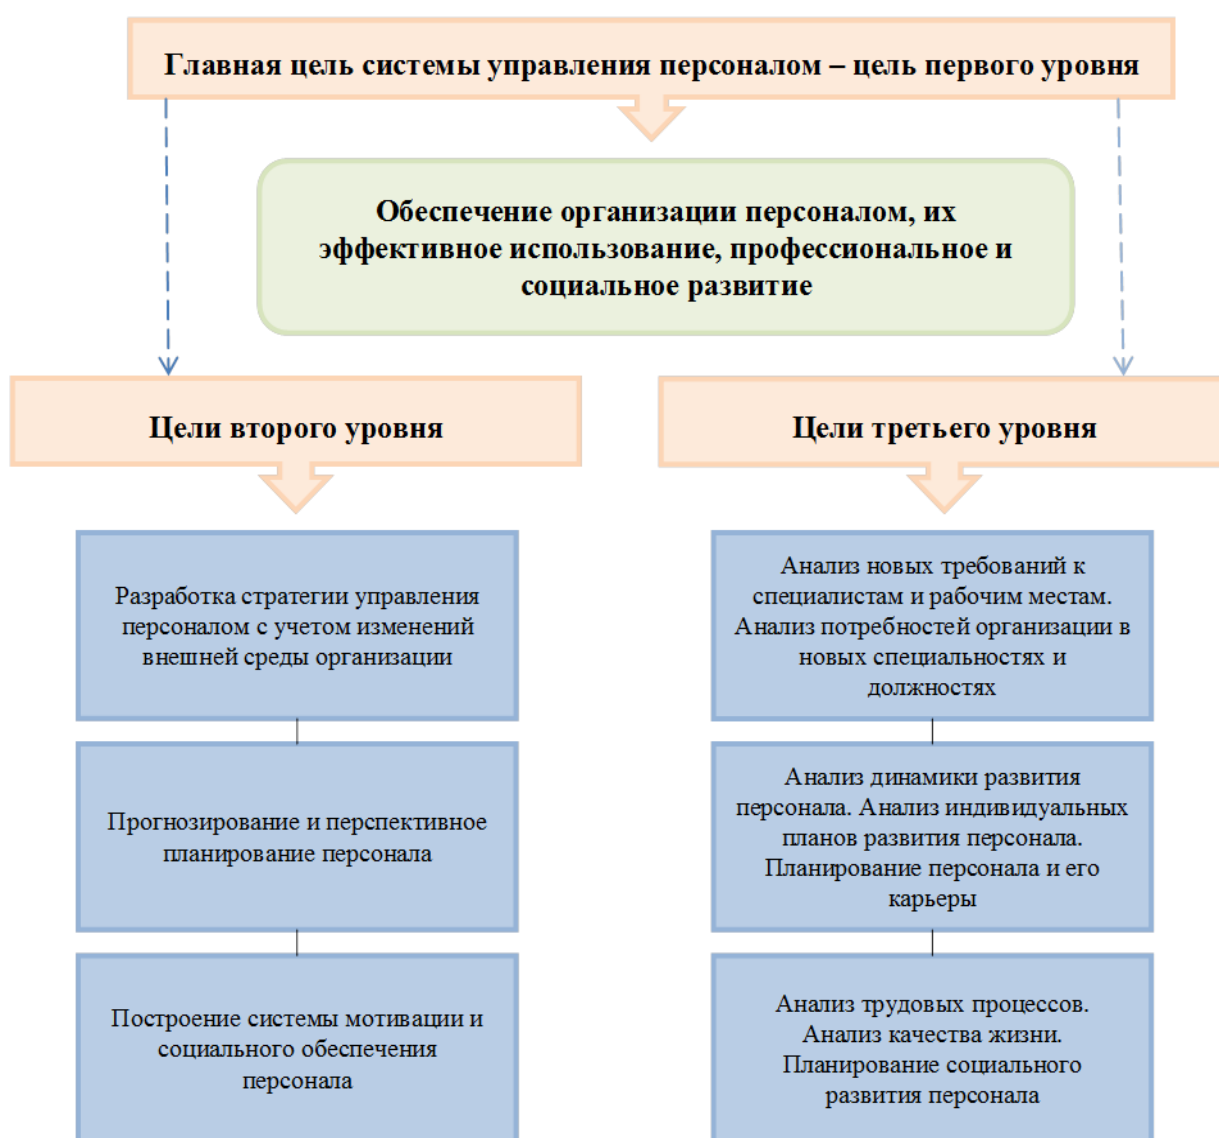 Главная цель системы управления персоналом – цель первого уровня
Обеспечение организации персоналом, их
эффективное использование, профессиональное и
социальное развитие
Цели второго уровня
Разработка стратегии управления
персоналом с учетом изменений
внешней среды организации
Прогнозирование и перспективное
планирование персонала
Построение системы мотивации и
социального обеспечения
персонала
Цели третьего уровня
Анализ новых требований к
специалистам и рабочим местам.
Анализ потребностей организации в
новых специальностях и
должностях
Анализ динамики развития
персонала. Анализ индивидуальных
планов развития персонала.
Планирование персонала и его
карьеры
Анализ трудовых процессов.
Анализ качества жизни.
Планирование социального
развития персонала